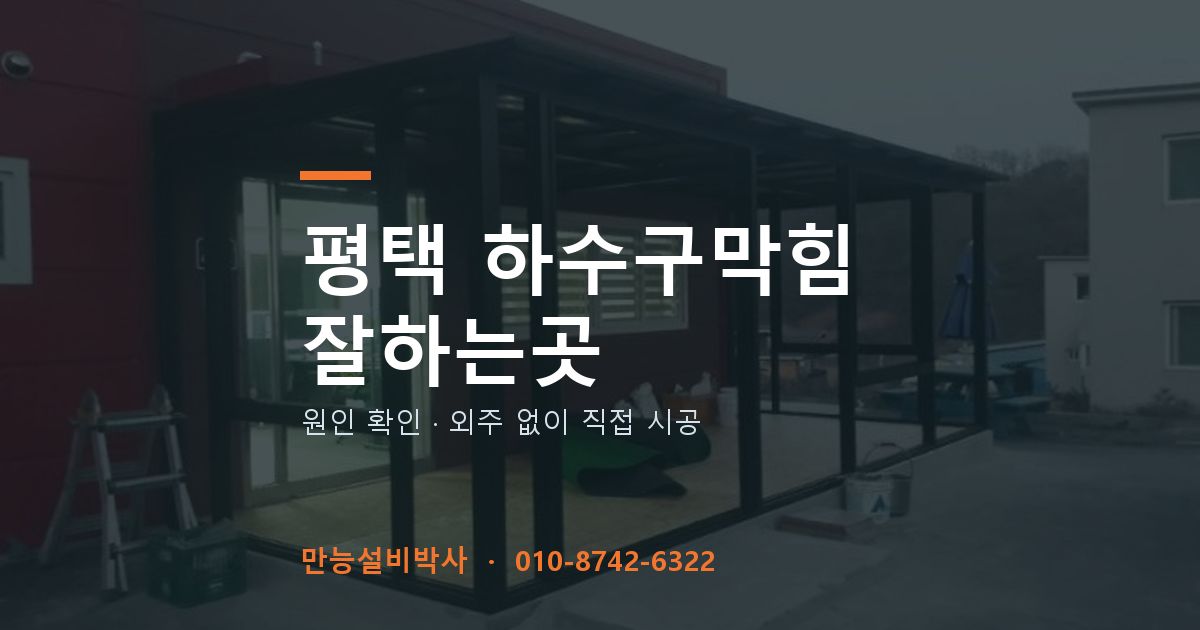 평택 하수구막힘
잘하는곳
원인 확인 · 외주 없이 직접 시공
만능설비박사 · 010-8742-6322